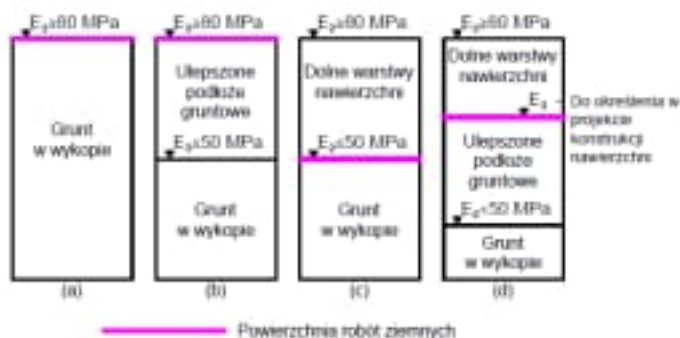 E₂≥80 MPa
Grunt
w wykopie
(a)
E₂≥80 MPa
Ulepszone
podłoże
gruntowe
E₂≤50 MPa
Grunt
w wykopie
(b)
E₂≥80 MPa
Dolne warstwy
nawierzchni
E₂≤50 MPa
Grunt
w wykopie
(c)
E₂≥80 MPa
Dolne warstwy
nawierzchni
E₂
Do określenia w
projekcie
konstrukcji
nawierzchni
Ulepszone
podłoże
gruntowe
E₂<50 MPa
Grunt
w wykopie
(d)
Powierzchnia robót ziemnych